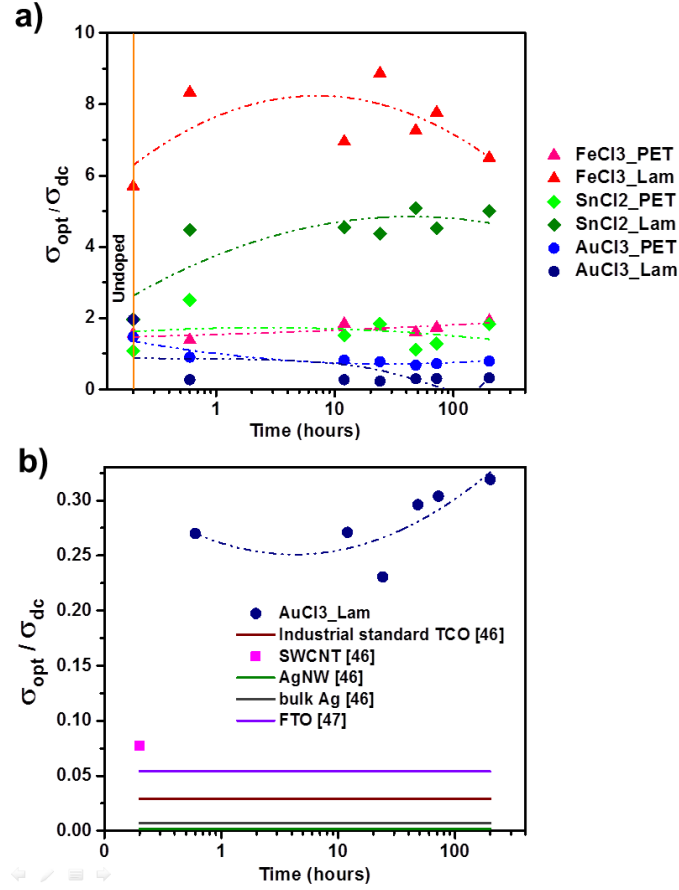 a)
10
8
6
4
2
0
σopt / σdc
Undoped
1
10
100
Time (hours)
FeCl3_PET
FeCl3_Lam
SnCl2_PET
SnCl2_Lam
AuCl3_PET
AuCl3_Lam
b)
0.30
0.25
0.20
0.15
0.10
0.05
0.00
σopt / σdc
AuCl3_Lam
Industrial standard TCO [46]
SWCNT [46]
AgNW [46]
bulk Ag [46]
FTO [47]
0
1
10
100
Time (hours)